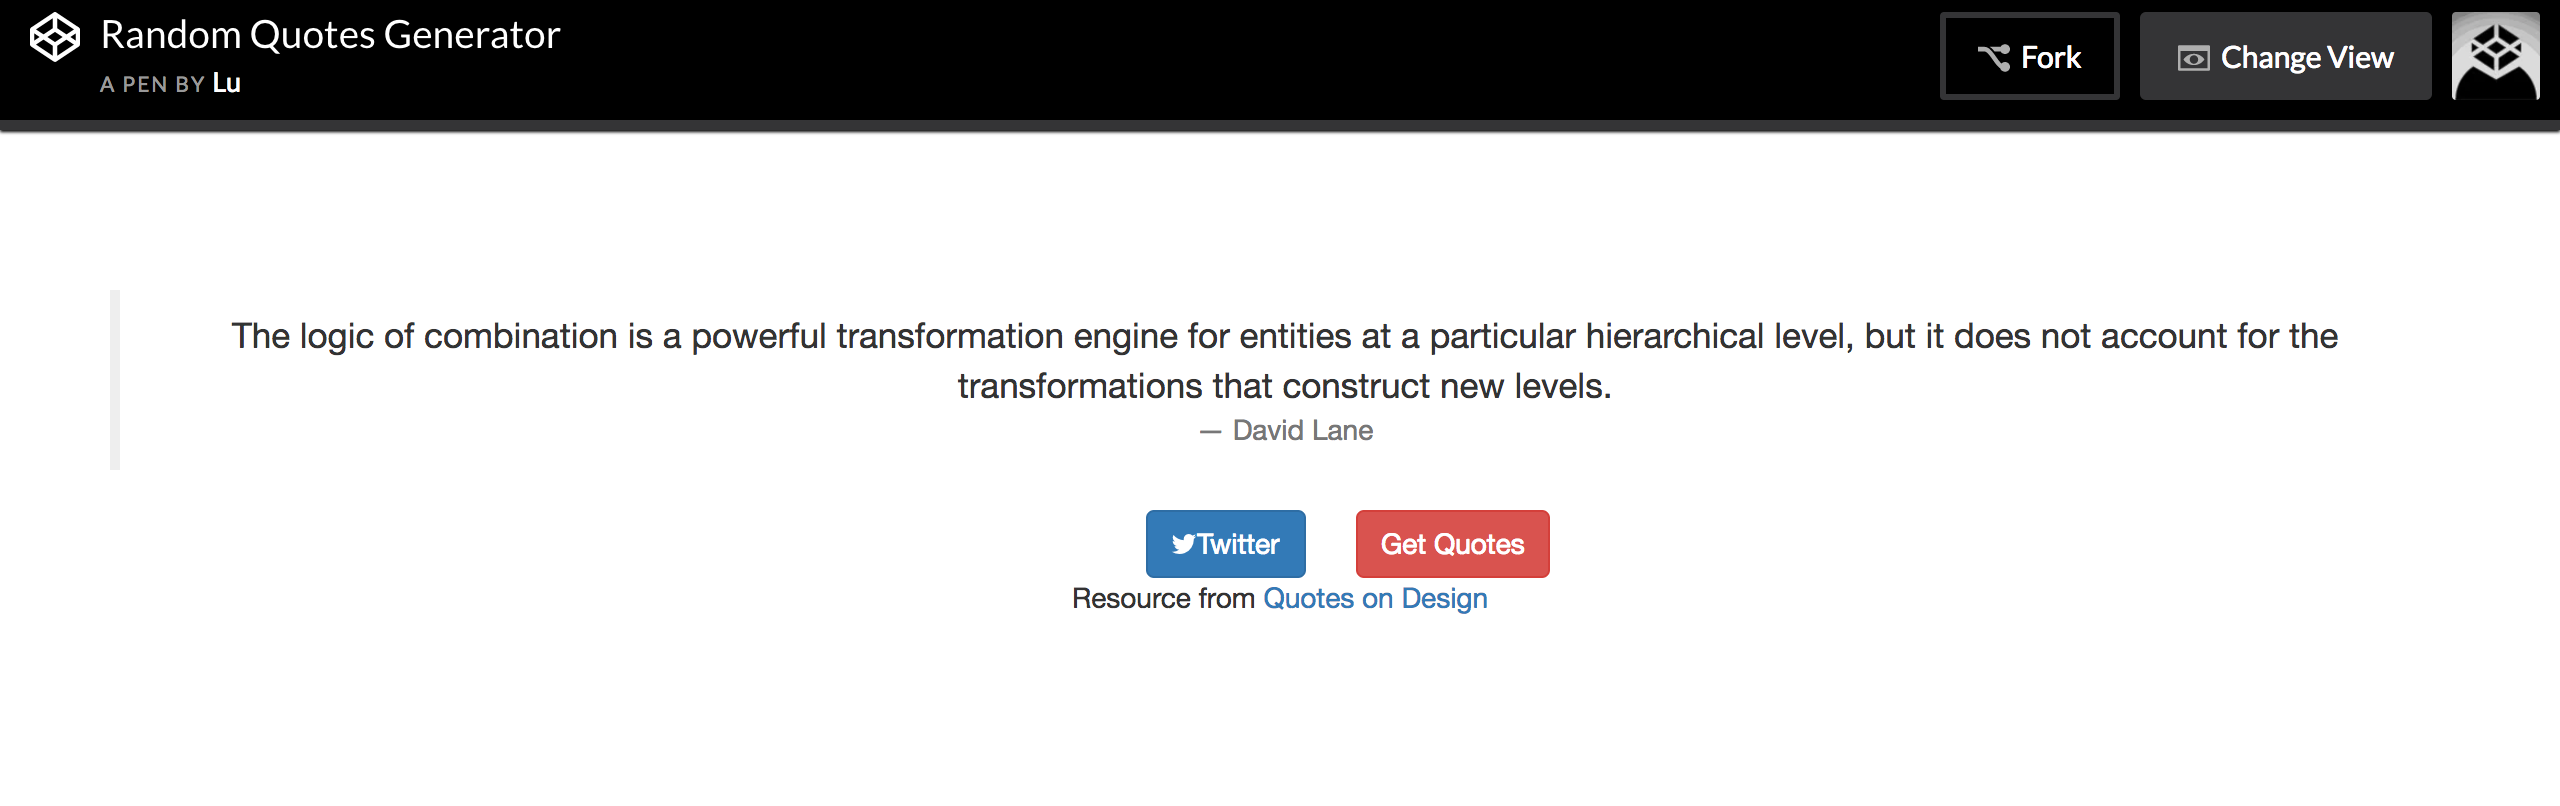 Random Quotes Generator
A PEN BY Lu
Fork
Change View
The logic of combination is a powerful transformation engine for entities at a particular hierarchical level, but it does not account for the
transformations that construct new levels.
— David Lane
Twitter
Get Quotes
Resource from Quotes on Design